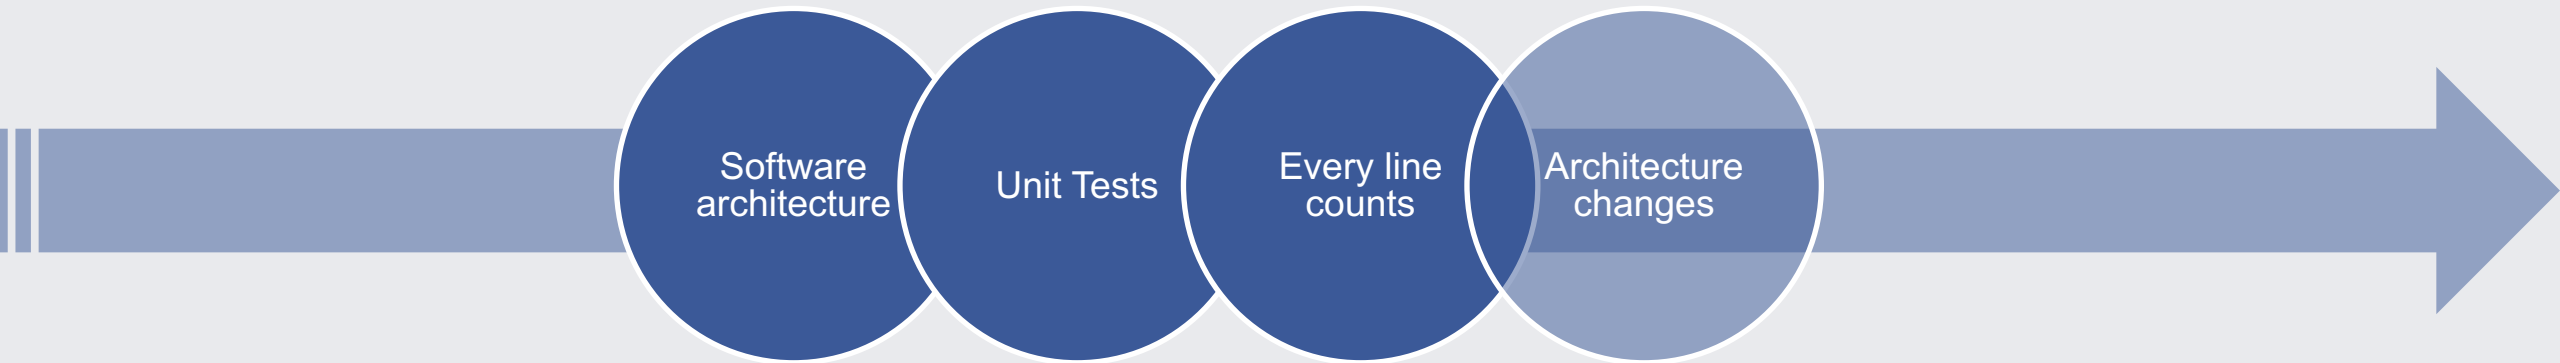 Software
architecture
Unit Tests
Every line
counts
Architecture
changes